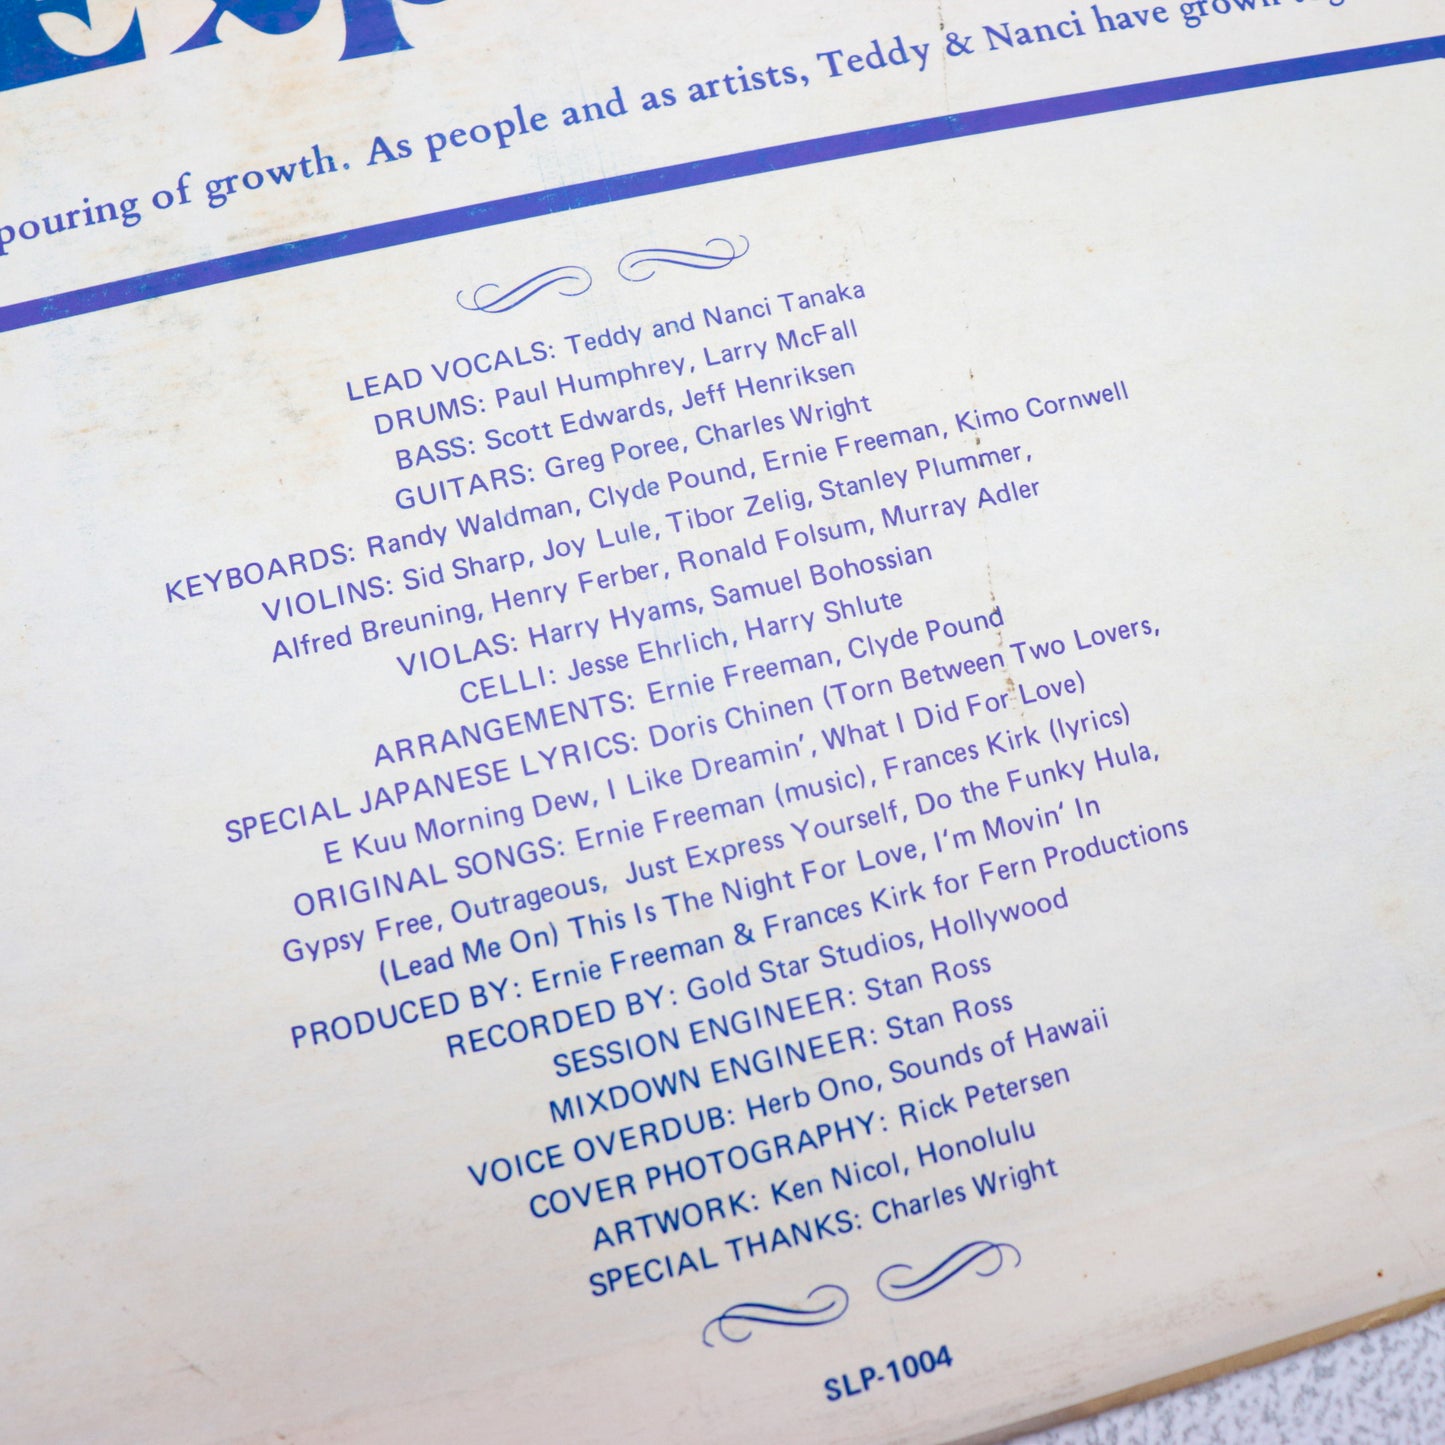 Exp
pouring of growth. As people and as artists, Teddy & Nanci have grown
LEAD VOCALS: Teddy and Nanci Tanaka
DRUMS: Paul Humphrey, Larry McFall
BASS: Scott Edwards, Jeff Henriksen
GUITARS: Greg Poree, Charles Wright
KEYBOARDS: Randy Waldman, Clyde Pound, Ernie Freeman, Kimo Cornwell
VIOLINS: Sid Sharp, Joy Lule, Tibor Zelig, Stanley Plummer,
Alfred Breuning, Henry Ferber, Ronald Folsum, Murray Adler
VIOLAS: Harry Hyams, Samuel Bohossian
CELLI: Jesse Ehrlich, Harry Shlute
ARRANGEMENTS: Ernie Freeman, Clyde Pound
SPECIAL JAPANESE LYRICS: Doris Chinen (Torn Between Two Lovers,
E Kuu Morning Dew, I Like Dreamin', What I Did For Love)
ORIGINAL SONGS: Ernie Freeman (music), Frances Kirk (lyrics)
Gypsy Free, Outrageous, Just Express Yourself, Do the Funky Hula,
(Lead Me On) This Is The Night For Love, I'm Movin' In
PRODUCED BY: Ernie Freeman & Frances Kirk for Fern Productions
RECORDED BY: Gold Star Studios, Hollywood
SESSION ENGINEER: Stan Ross
MIXDOWN ENGINEER: Stan Ross
VOICE OVERDUB: Herb Ono, Sounds of Hawaii
COVER PHOTOGRAPHY: Rick Petersen
ARTWORK: Ken Nicol, Honolulu
SPECIAL THANKS: Charles Wright
SLP-1004